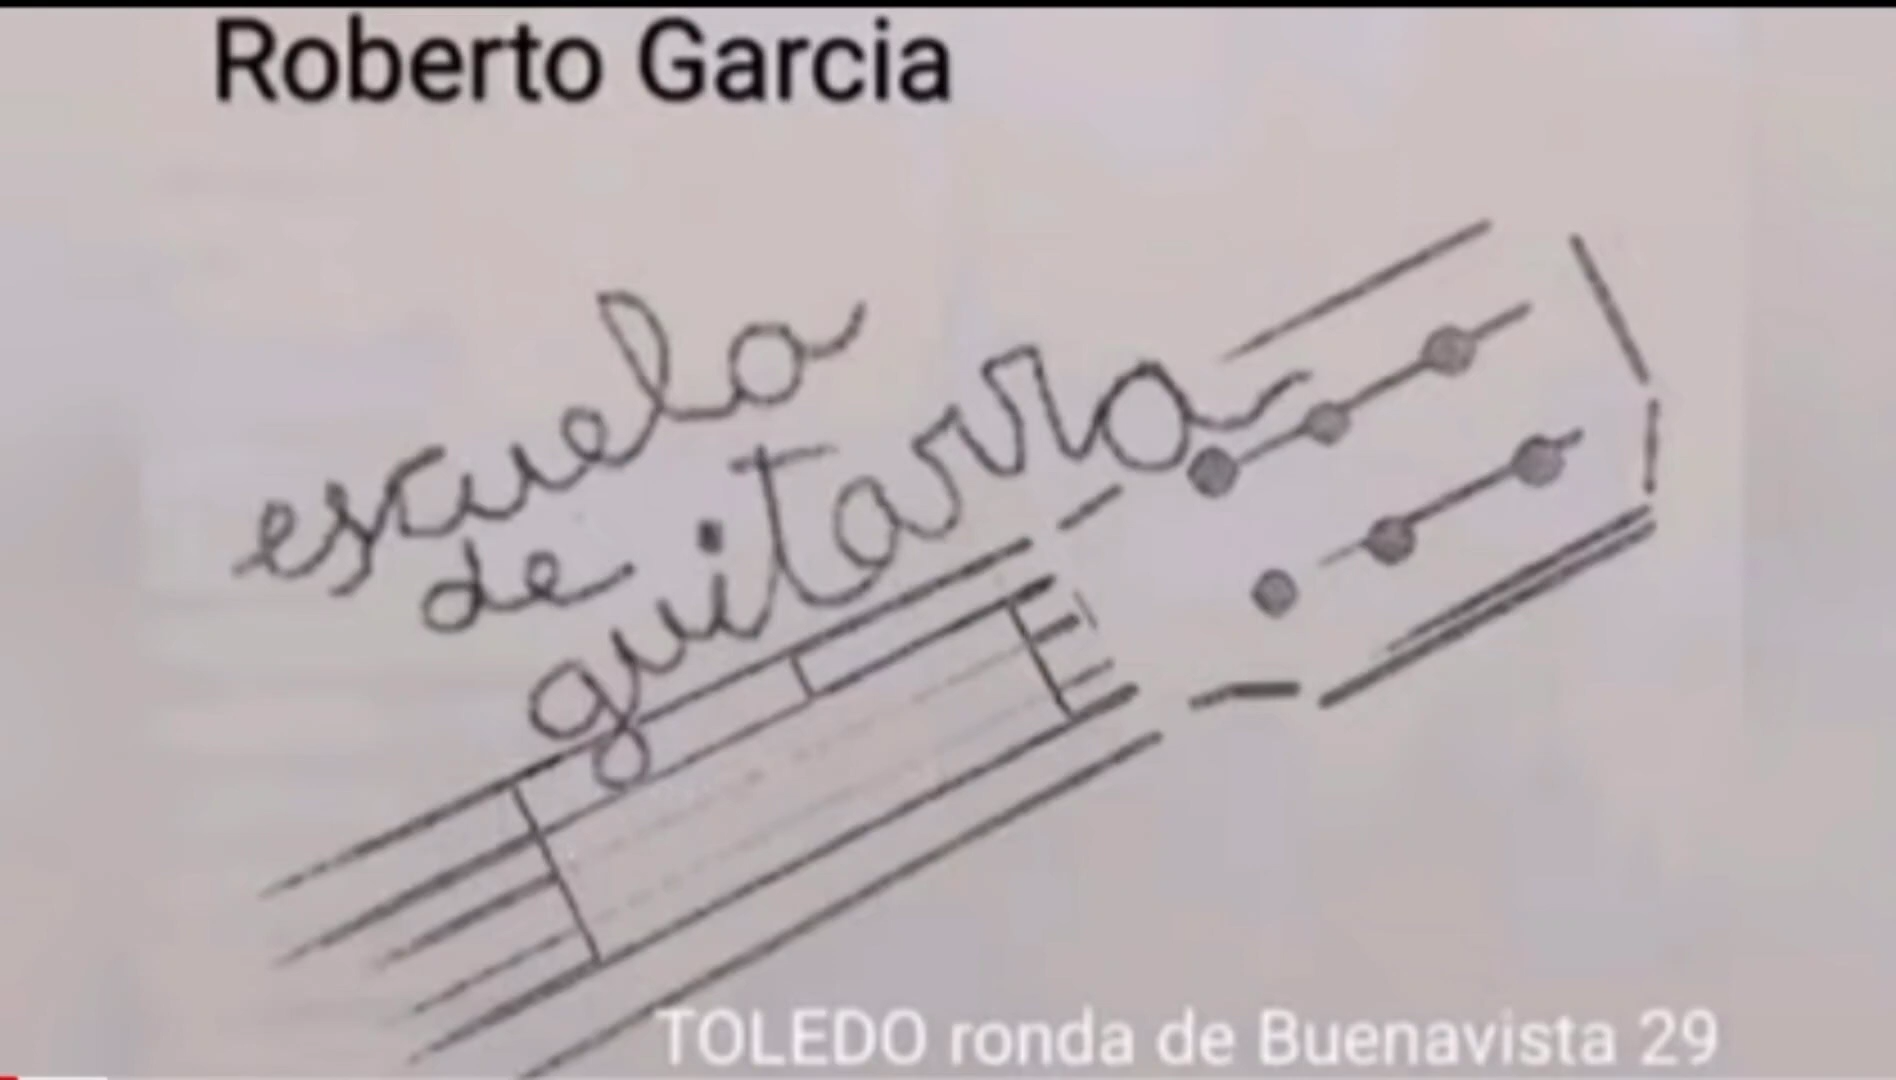 Roberto Garcia
escuela
de
guitarra
TOLEDO ronda de Buenavista 29